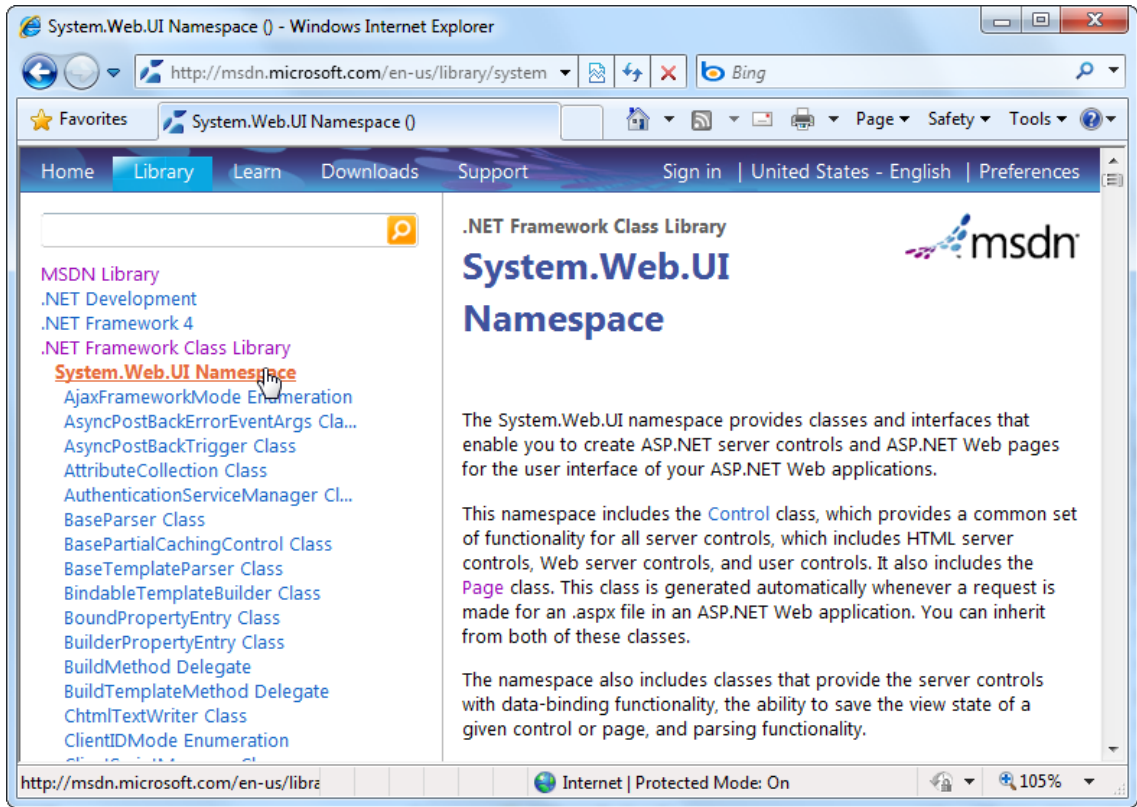 System.Web.UI Namespace () - Windows Internet Explorer
http://msdn.microsoft.com/en-us/library/system
Bing
Favorites
System.Web.UI Namespace ()
Page
Safety
Tools
Home
Library
Learn
Downloads
Support
Sign in | United States - English | Preferences
MSDN Library
.NET Development
.NET Framework 4
.NET Framework Class Library
System.Web.UI Namespace
AjaxFrameworkMode Enumeration
AsyncPostBackErrorEventArgs Cla...
AsyncPostBackTrigger Class
AttributeCollection Class
AuthenticationServiceManager Cl...
BaseParser Class
BasePartialCachingControl Class
BaseTemplateParser Class
BindableTemplateBuilder Class
BoundPropertyEntry Class
BuilderPropertyEntry Class
BuildMethod Delegate
BuildTemplateMethod Delegate
ChtmlTextWriter Class
ClientIDMode Enumeration
.NET Framework Class Library
msdn
System.Web.UI
Namespace
The System.Web.UI namespace provides classes and interfaces that
enable you to create ASP.NET server controls and ASP.NET Web pages
for the user interface of your ASP.NET Web applications.
This namespace includes the Control class, which provides a common set
of functionality for all server controls, which includes HTML server
controls, Web server controls, and user controls. It also includes the
Page class. This class is generated automatically whenever a request is
made for an .aspx file in an ASP.NET Web application. You can inherit
from both of these classes.
The namespace also includes classes that provide the server controls
with data-binding functionality, the ability to save the view state of a
given control or page, and parsing functionality.
http://msdn.microsoft.com/en-us/libra
Internet | Protected Mode: On
105%